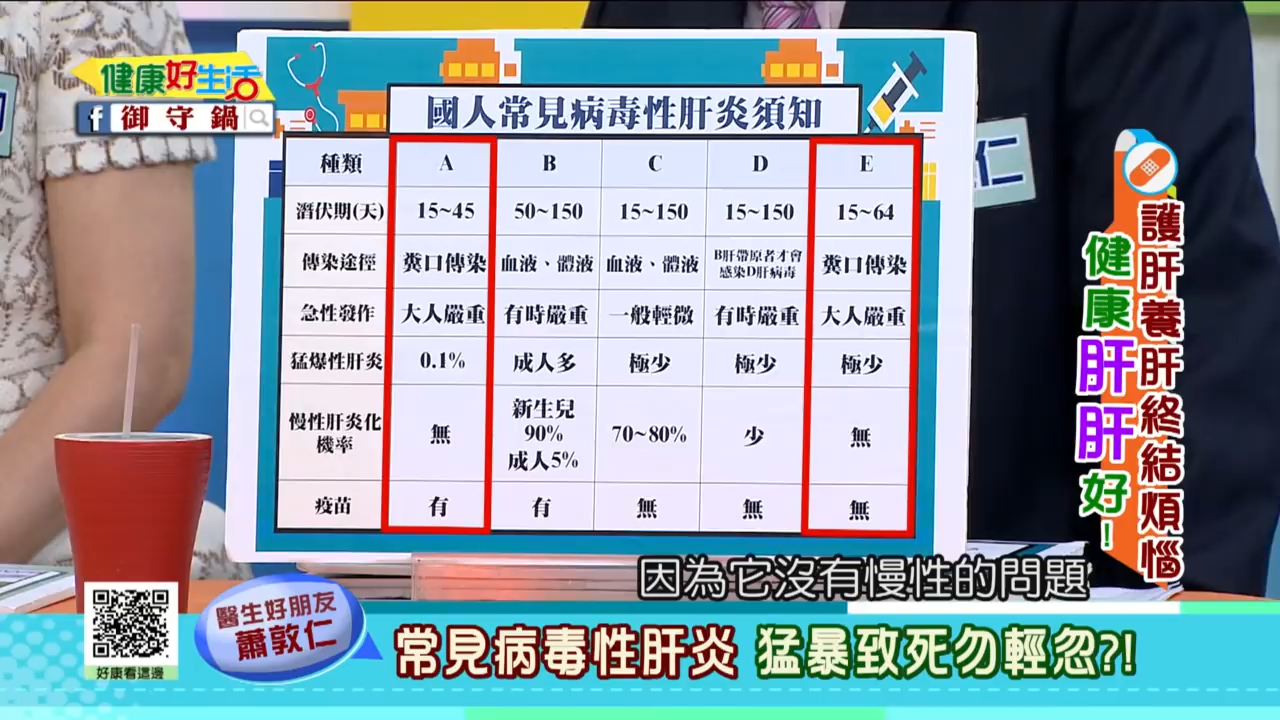 健康好生活
御守鍋
國人常見病毒性肝炎須知
種類 A B C D E
潛伏期(天) 15~45 50~150 15~150 15~150 15~64
傳染途徑 糞口傳染 血液、體液 血液、體液 B肝帶原者才會感染D肝病毒 糞口傳染
急性發作 大人嚴重 有時嚴重 一般輕微 有時嚴重 大人嚴重
猛爆性肝炎 0.1% 成人多 極少 極少 極少
慢性肝炎化機率 無 新生兒90% 成人5% 70~80% 少 無
疫苗 有 有 無 無 無
仁
護肝養肝終結煩惱
健康肝肝好!
因為它沒有慢性的問題
醫生好朋友
蕭敦仁
常見病毒性肝炎 猛暴致死勿輕忽?!
好康看這邊